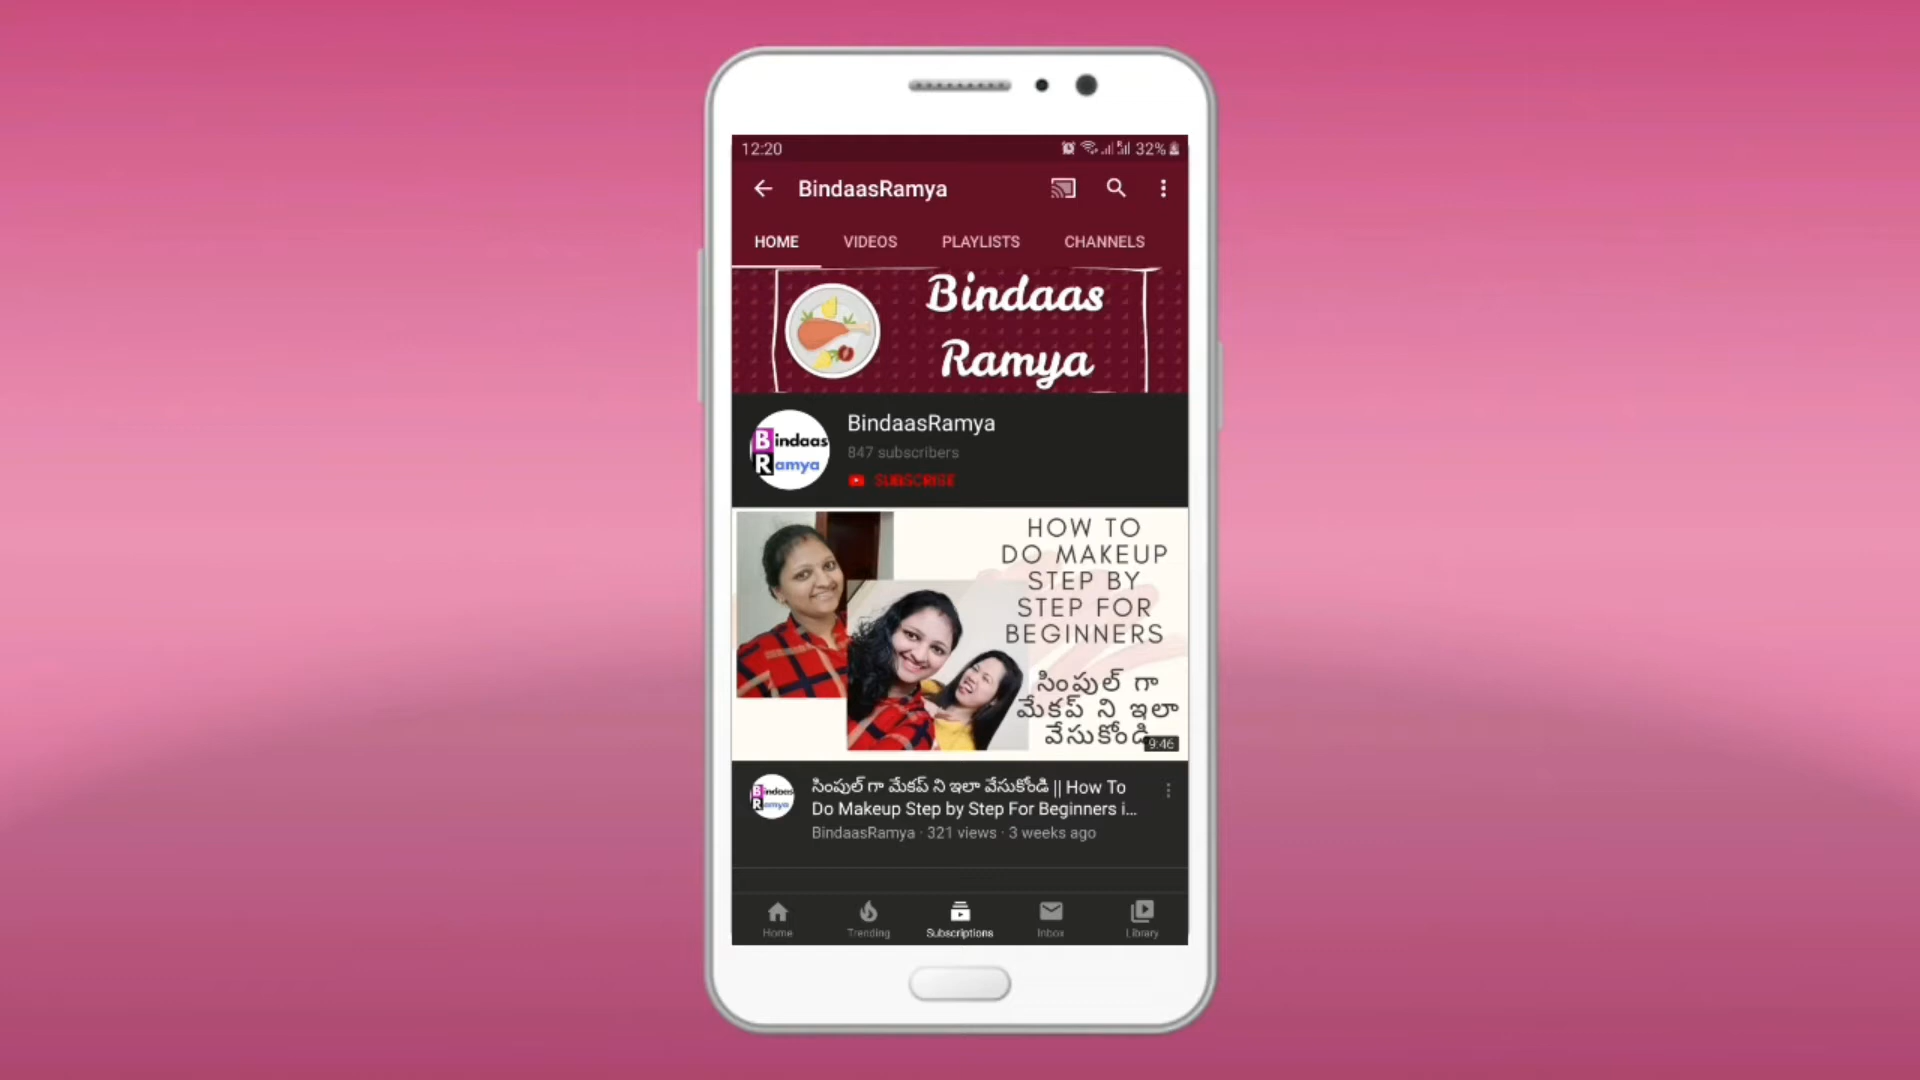 12:20
32%
BindaasRamya
HOME VIDEOS PLAYLISTS CHANNELS
Bindaas
Ramya
Bindaas
Ramya
BindaasRamya
847 subscribers
SUBSCRIBE
HOW TO
DO MAKEUP
STEP BY
STEP FOR
BEGINNERS
సింపుల్ గా
మేకప్ ని ఇలా
వేసుకోండి
9:46
Bindaas
Ramya
సింపుల్ గా మేకప్ ని ఇలా వేసుకోండి || How To
Do Makeup Step by Step For Beginners i...
BindaasRamya · 321 views · 3 weeks ago
Home Trending Subscriptions Inbox Library